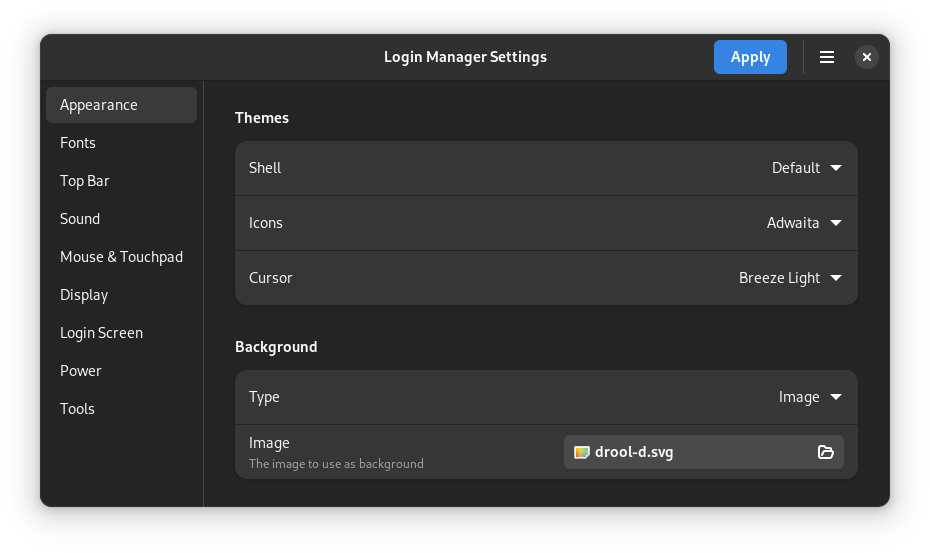 Login Manager Settings
Apply
Appearance
Fonts
Top Bar
Sound
Mouse & Touchpad
Display
Login Screen
Power
Tools
Themes
Shell
Default
Icons
Adwaita
Cursor
Breeze Light
Background
Type
Image
Image
The image to use as background
drool-d.svg